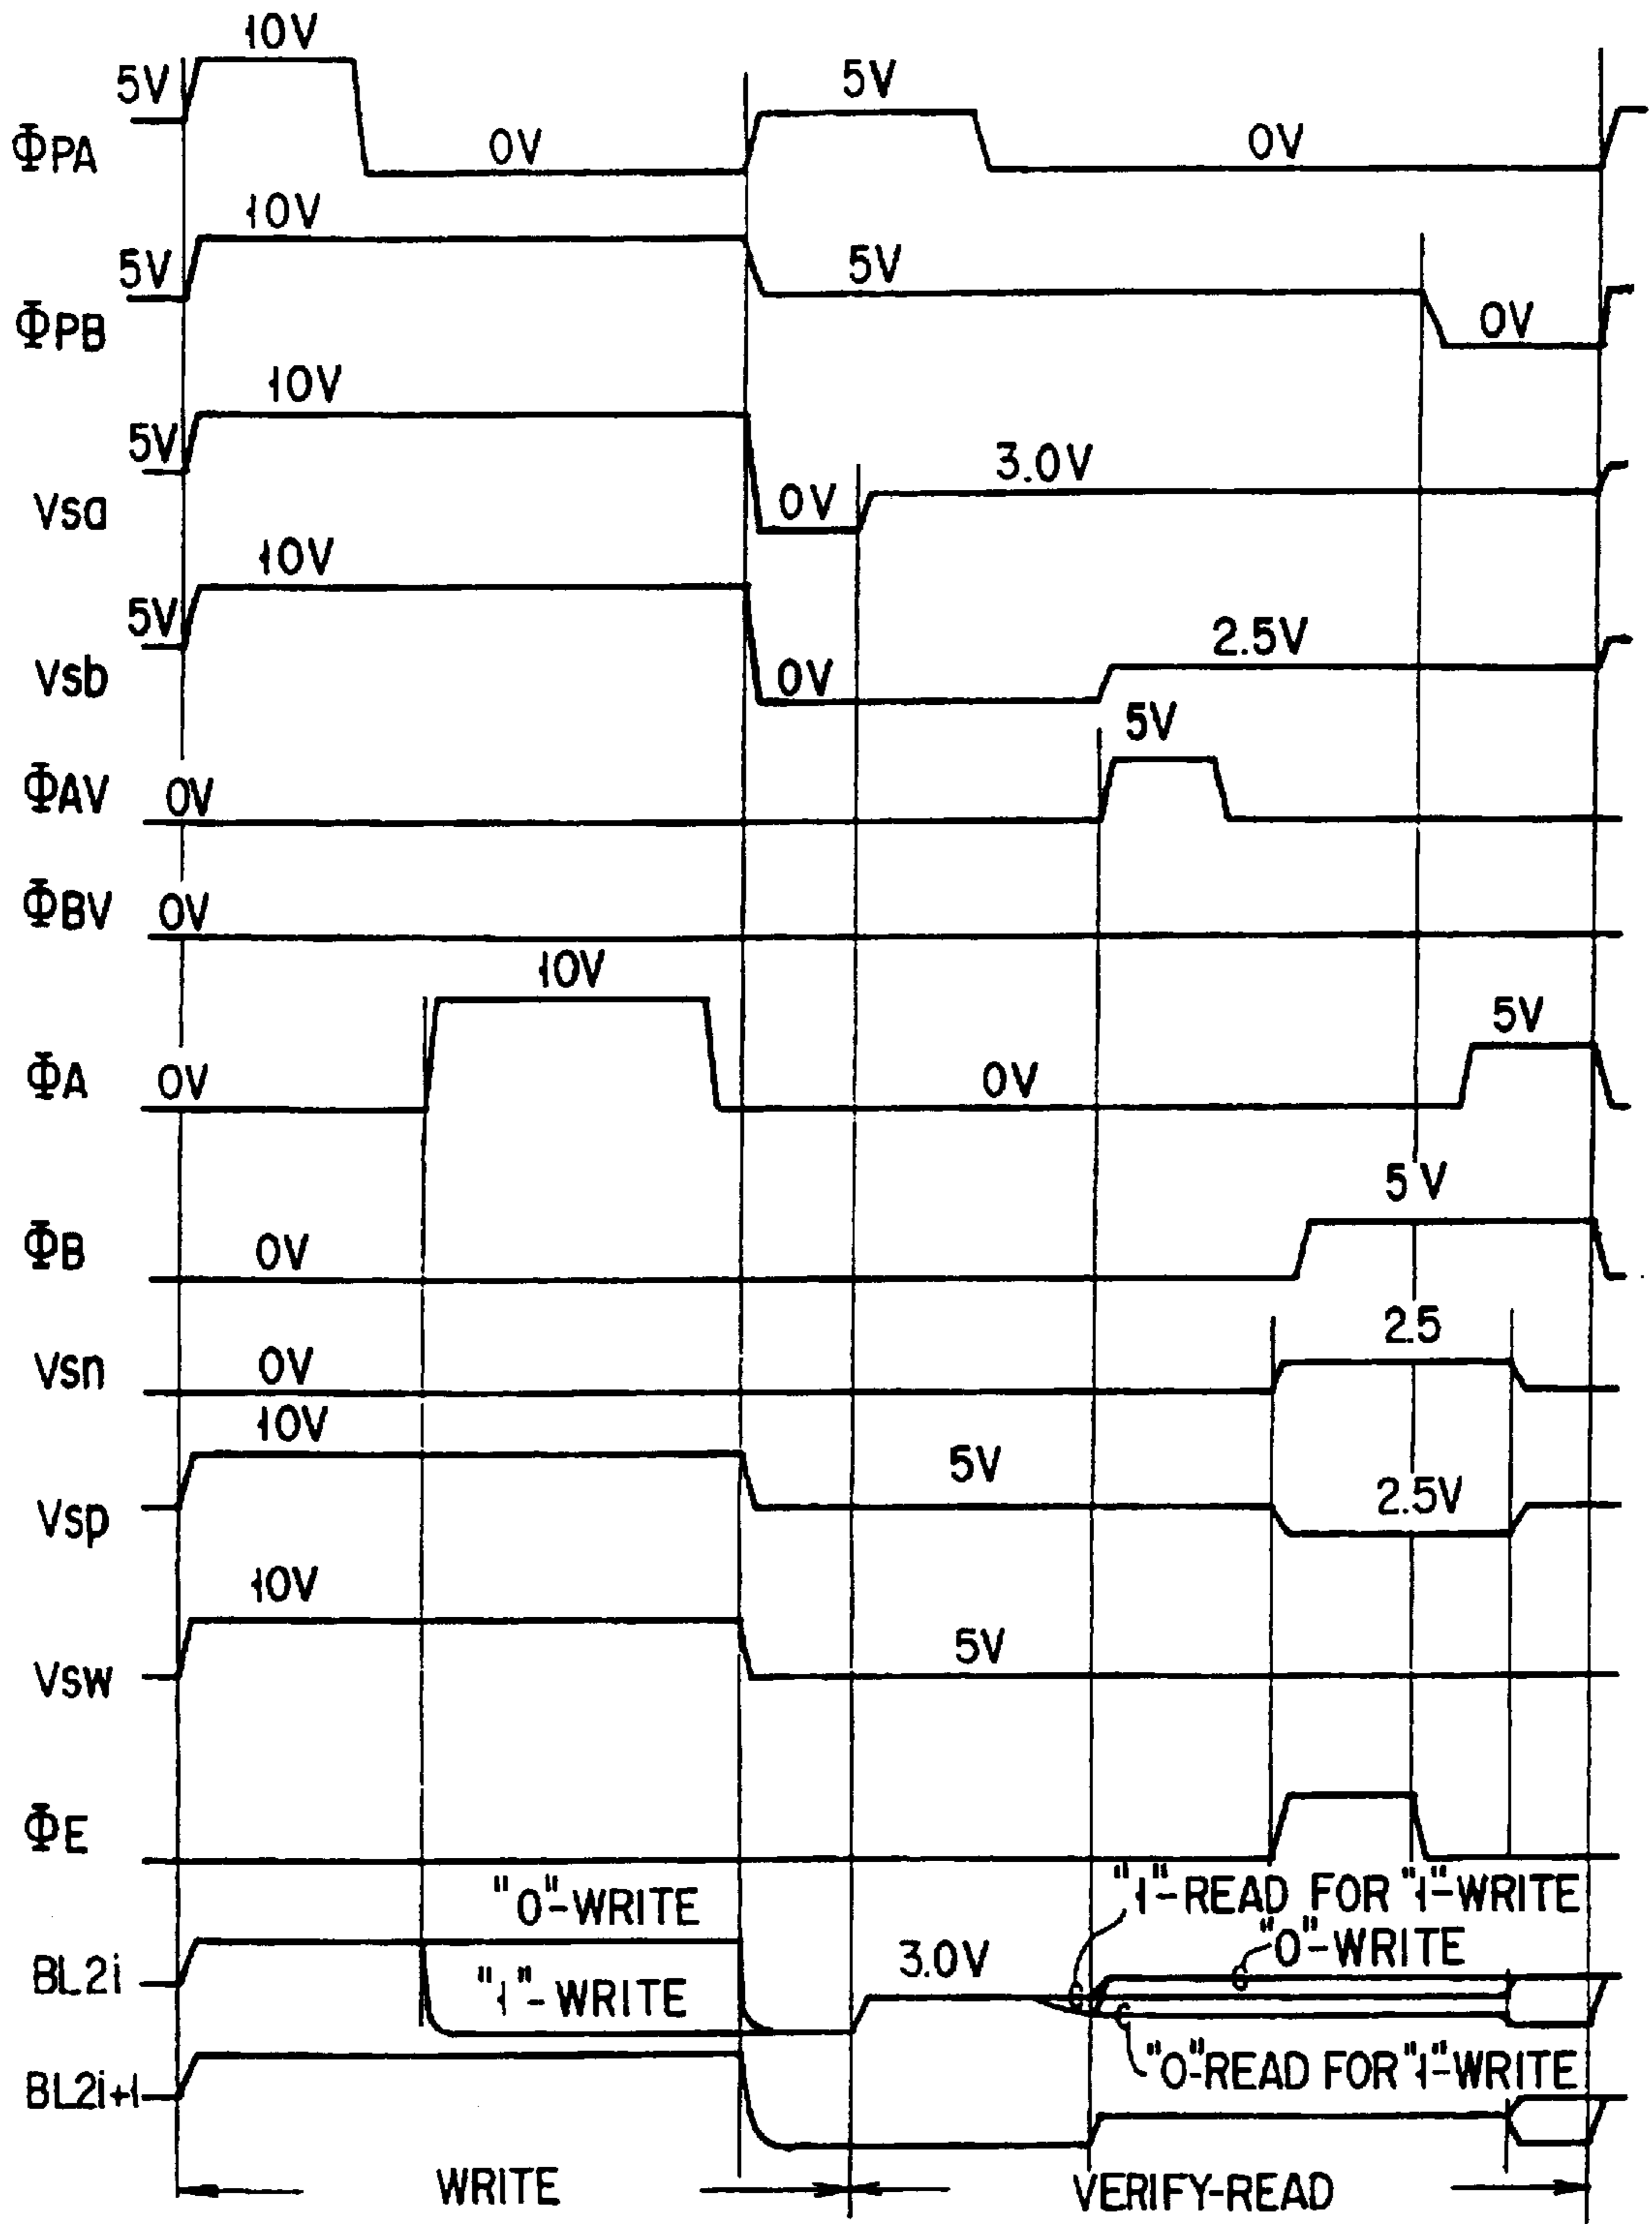 10V
5V
5V
ΦPA
0V
0V
10V
5V
5V
ΦPB
0V
10V
5V
3.0V
Vsa
0V
10V
5V
2.5V
Vsb
0V
5V
ΦAV
0V
ΦBV
0V
10V
5V
ΦA
0V
0V
5V
ΦB
0V
2.5
Vsn
0V
10V
5V
2.5V
Vsp
10V
5V
Vsw
ΦE
"1"-READ FOR "1"-WRITE
"0"-WRITE
"0"-WRITE
3.0V
BL2i
"1"-WRITE
"0"-READ FOR "1"-WRITE
BL2i+1
WRITE
VERIFY-READ